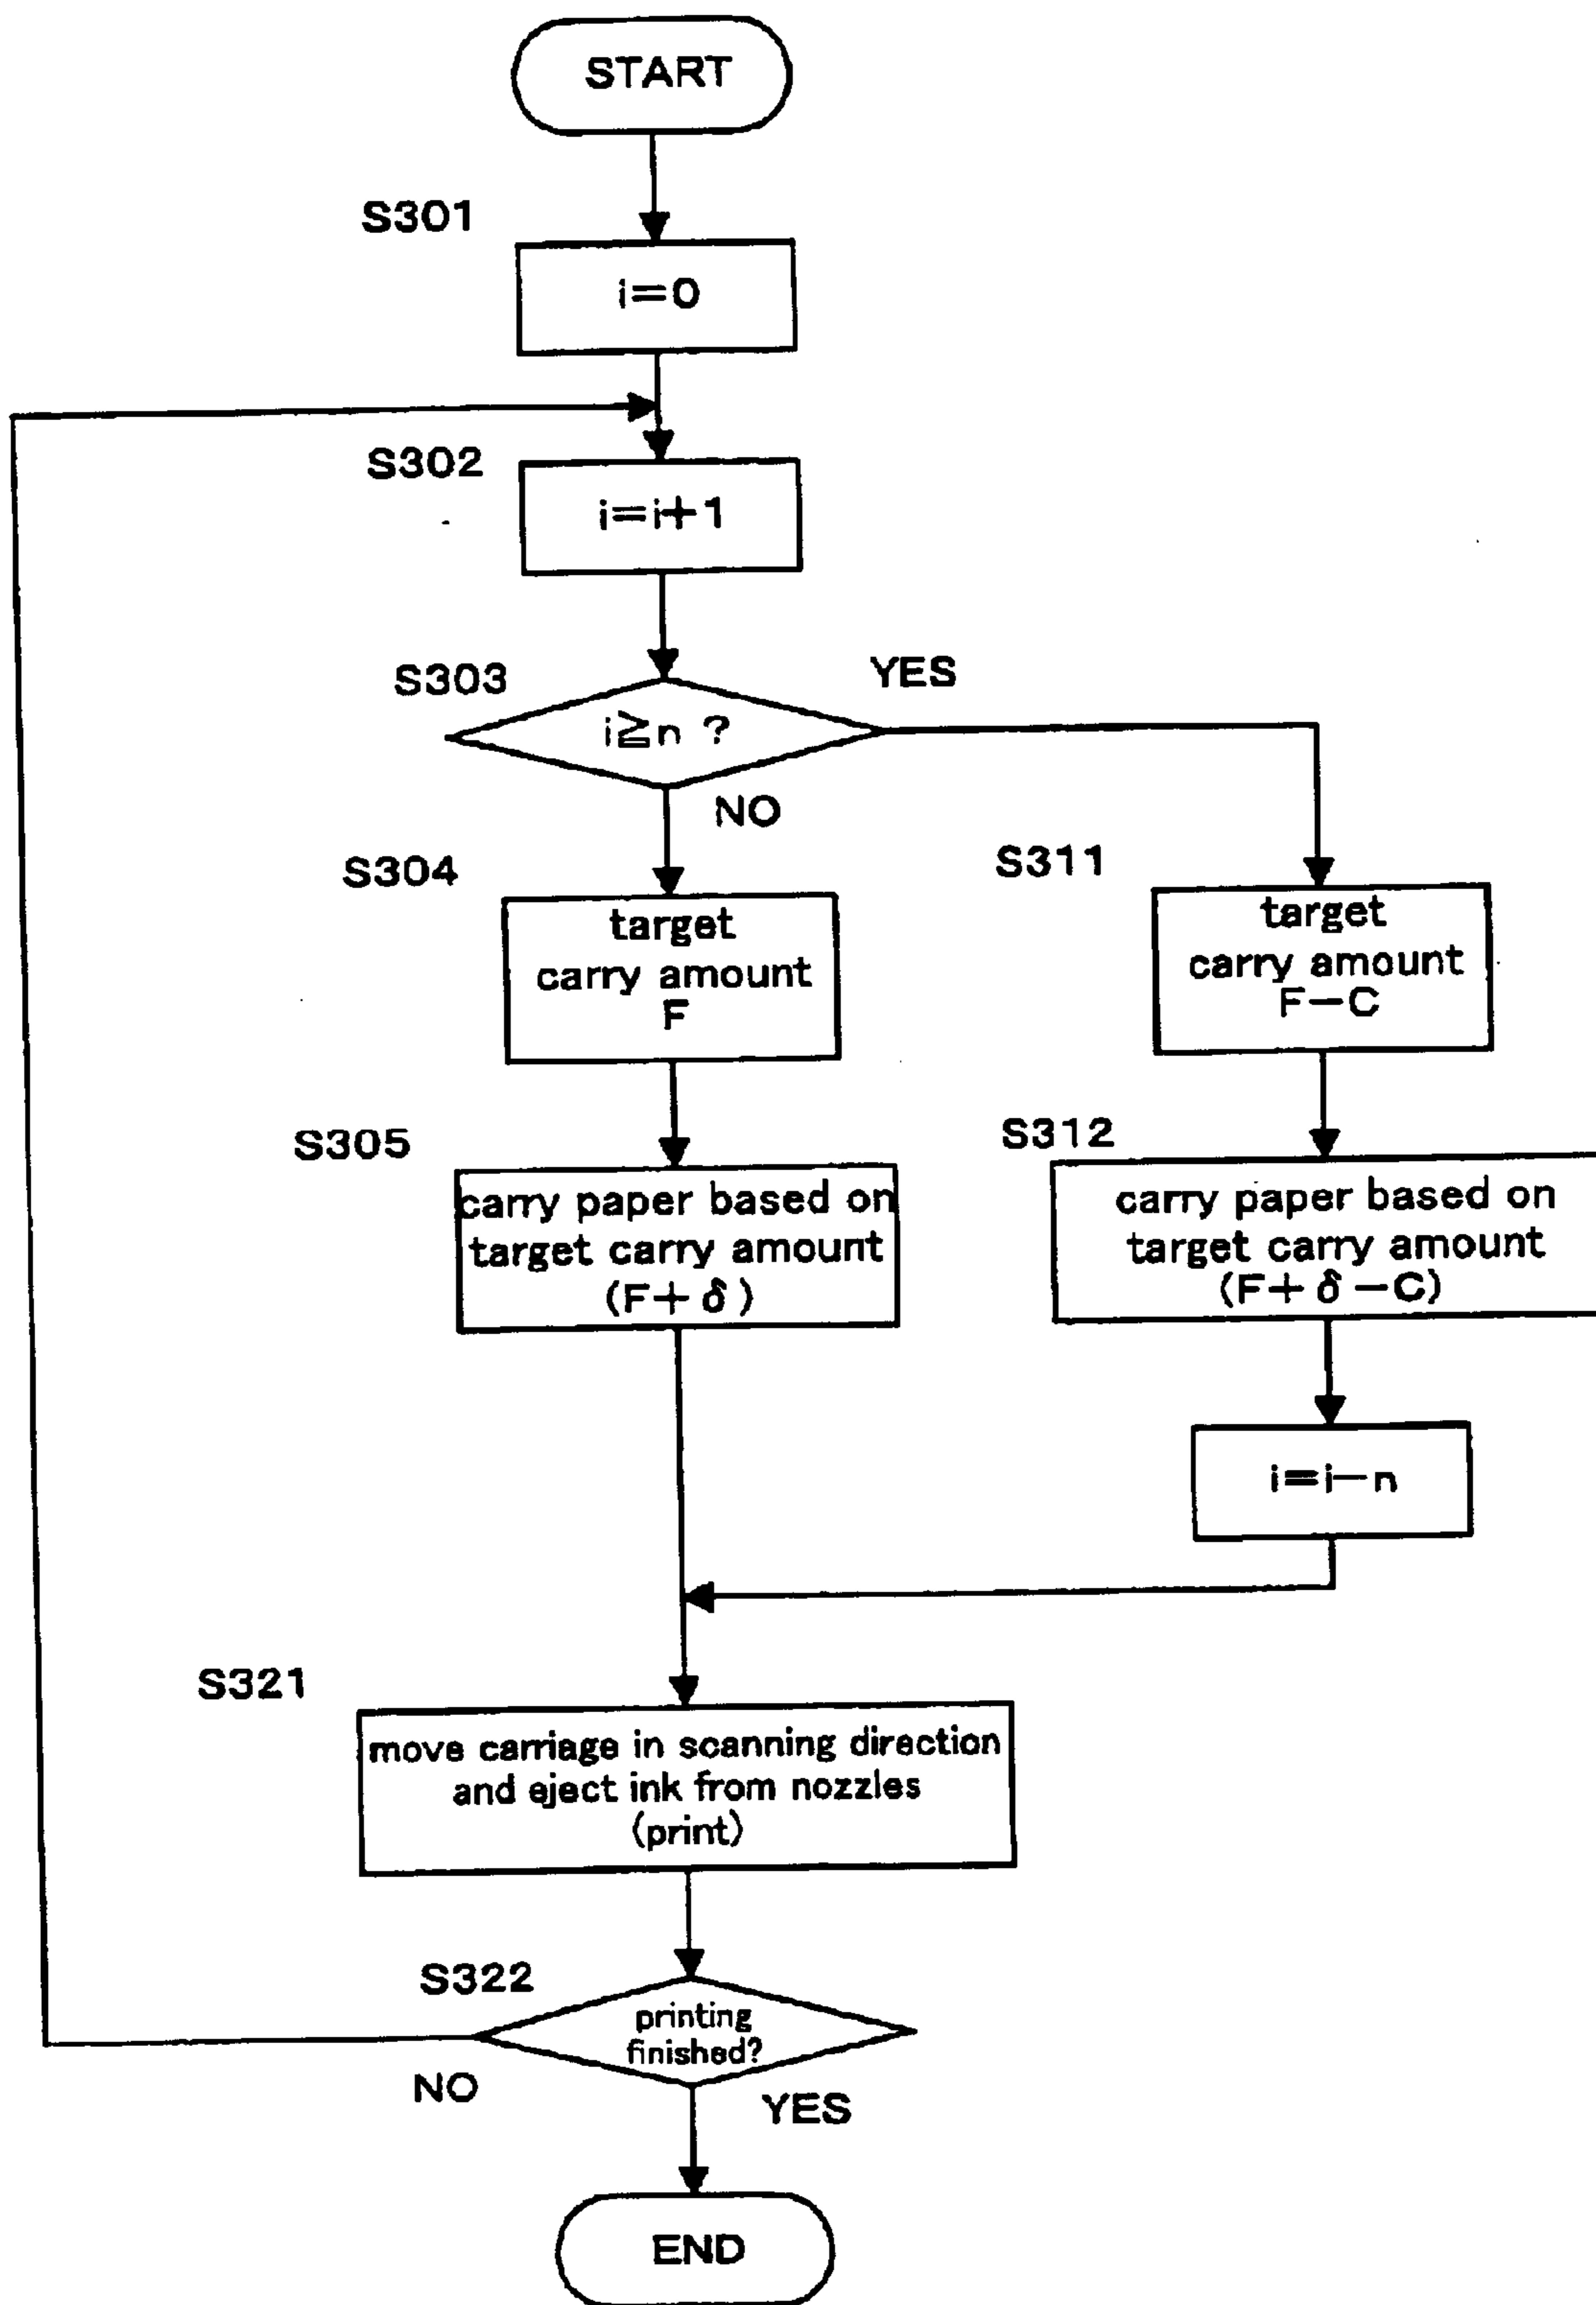 START
S301
i=0
S302
i=i+1
S303
YES
i≧n ?
NO
S304
target
carry amount
F
S311
target
carry amount
F−C
S305
carry paper based on
target carry amount
(F+δ)
S312
carry paper based on
target carry amount
(F+δ−C)
i=i−n
S321
move carriage in scanning direction
and eject ink from nozzles
(print)
S322
printing
finished?
NO
YES
END